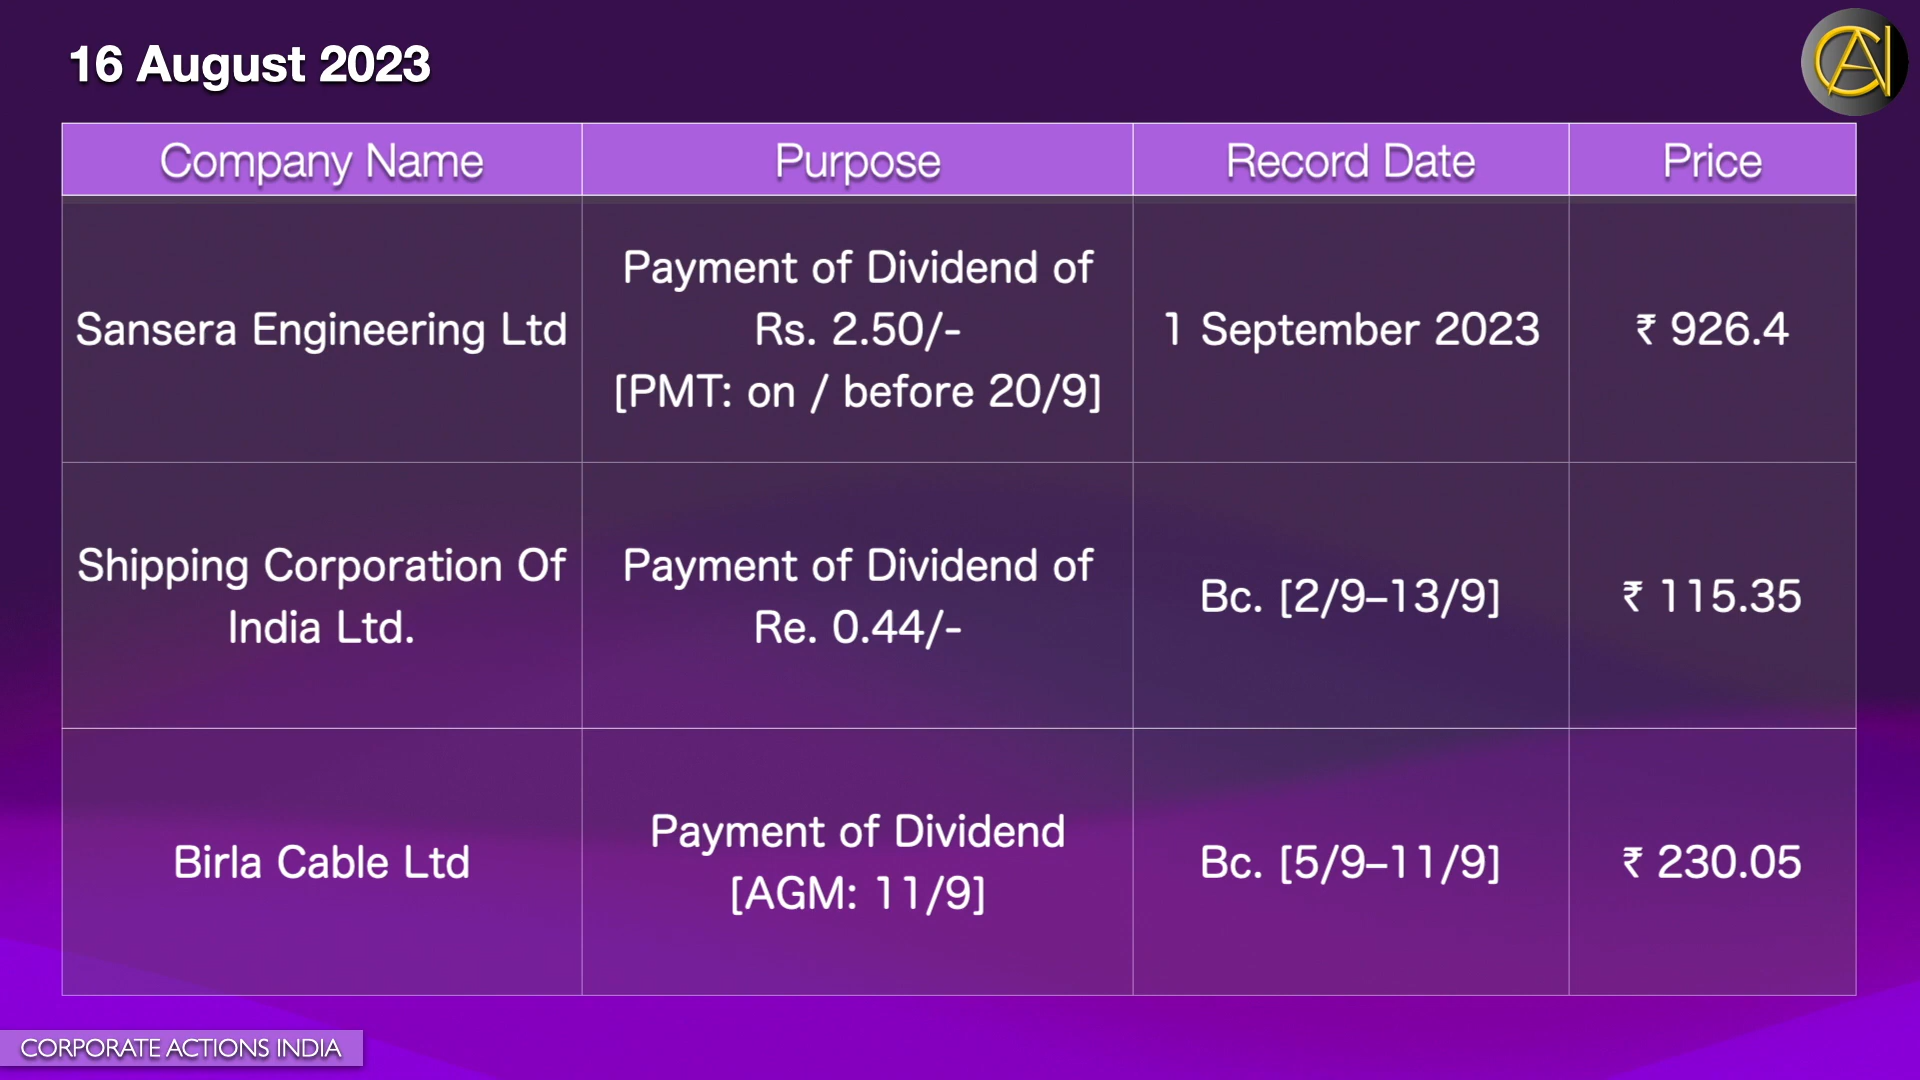 16 August 2023
CAI
Company Name
Purpose
Record Date
Price
Sansera Engineering Ltd
Payment of Dividend of
Rs. 2.50/-
[PMT: on / before 20/9]
1 September 2023
₹ 926.4
Shipping Corporation Of
India Ltd.
Payment of Dividend of
Re. 0.44/-
Bc. [2/9–13/9]
₹ 115.35
Birla Cable Ltd
Payment of Dividend
[AGM: 11/9]
Bc. [5/9–11/9]
₹ 230.05
CORPORATE ACTIONS INDIA